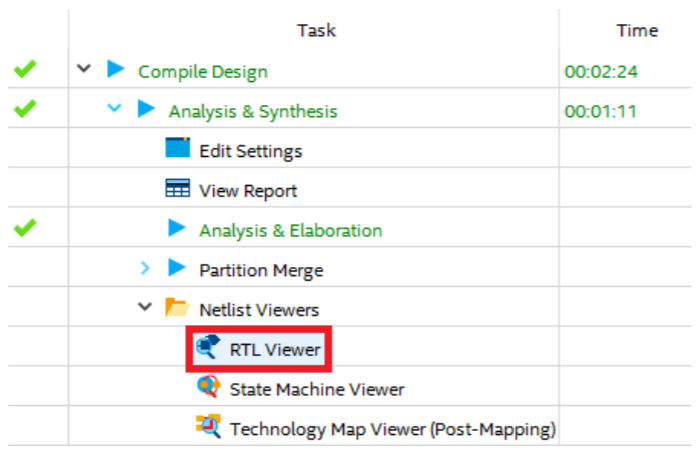 Task Time
Compile Design 00:02:24
Analysis & Synthesis 00:01:11
Edit Settings
View Report
Analysis & Elaboration
Partition Merge
Netlist Viewers
RTL Viewer
State Machine Viewer
Technology Map Viewer (Post-Mapping)